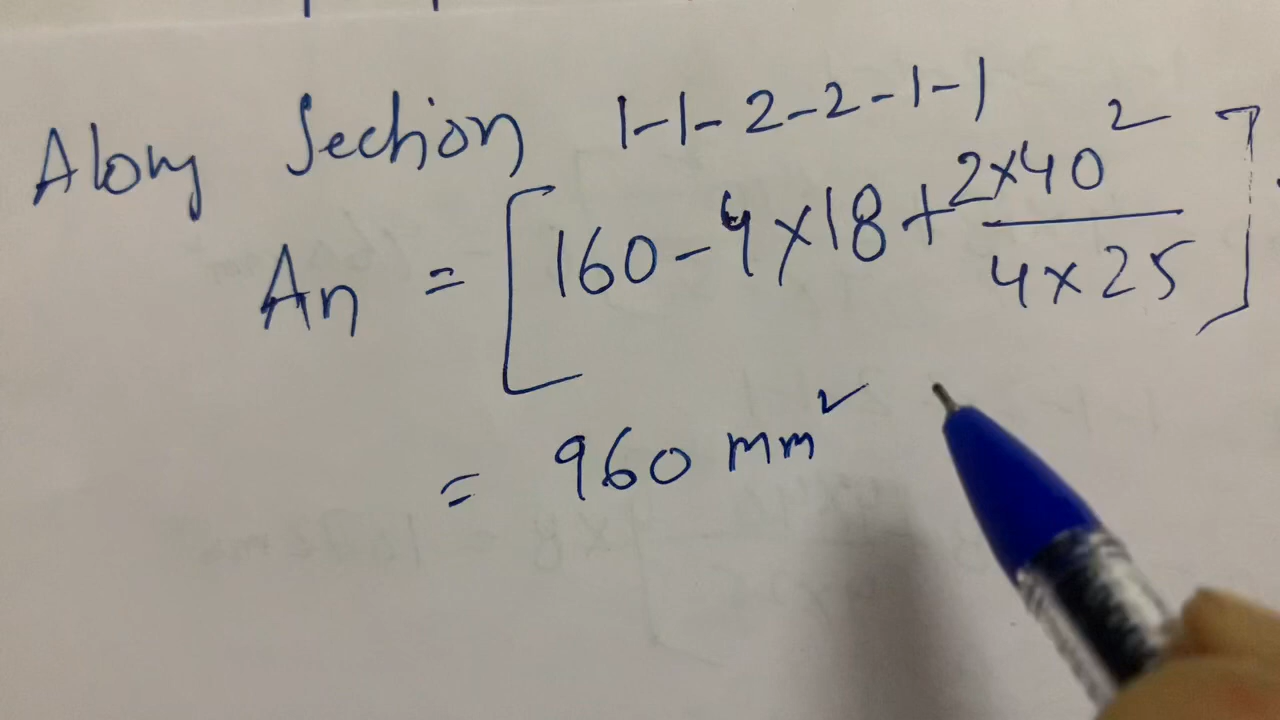 Along Section 1-1-2-2-1-1
An = [160-4×18+2×40²/4×25]
= 960 mm²